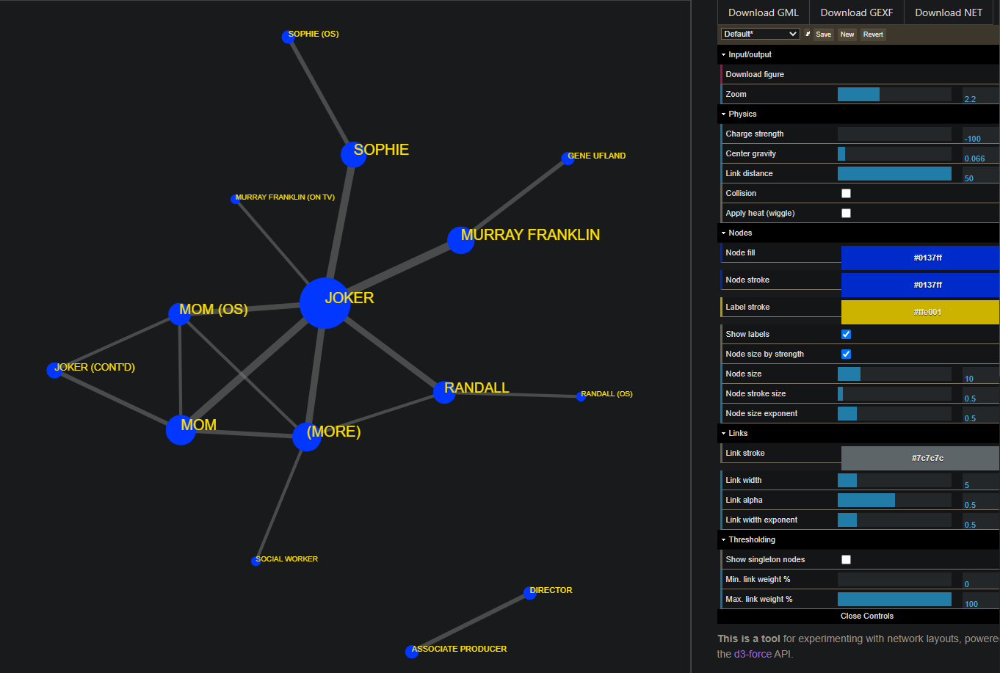 SOPHIE (OS)
SOPHIE
GENE UFLAND
MURRAY FRANKLIN (ON TV)
MURRAY FRANKLIN
JOKER
MOM (OS)
JOKER (CONT'D)
RANDALL
RANDALL (OS)
MOM
(MORE)
SOCIAL WORKER
DIRECTOR
ASSOCIATE PRODUCER
Download GML Download GEXF Download NET
Default* Save New Revert
Input/output
Download figure
Zoom 2.2
Physics
Charge strength -100
Center gravity 0.066
Link distance 50
Collision
Apply heat (wiggle)
Nodes
Node fill #0137ff
Node stroke #0137ff
Label stroke #ffe001
Show labels
Node size by strength
Node size 10
Node stroke size 0.5
Node size exponent 0.5
Links
Link stroke #7c7c7c
Link width 5
Link alpha 0.5
Link width exponent 0.5
Thresholding
Show singleton nodes
Min. link weight % 0
Max. link weight % 100
Close Controls
This is a tool for experimenting with network layouts, powere
the d3-force API.